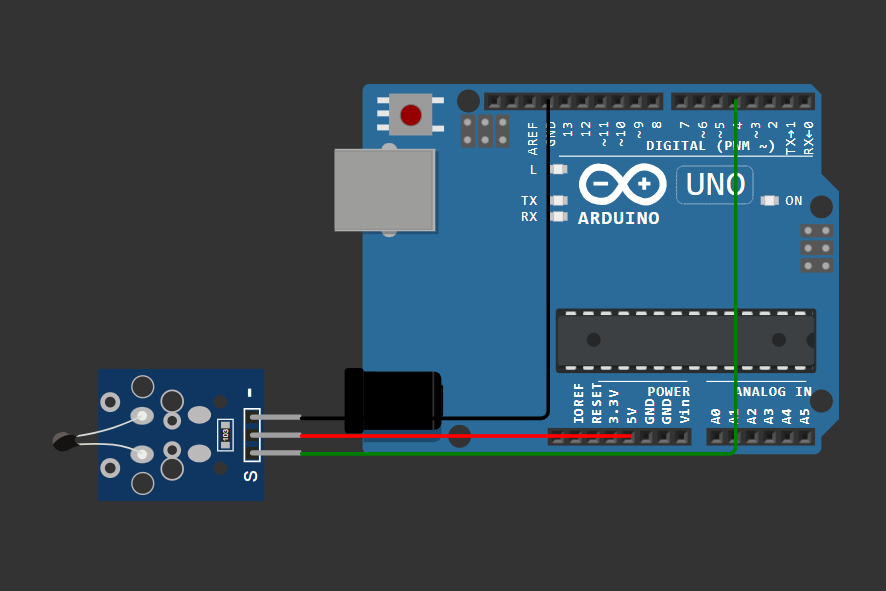 AREF
GND
13
12
~11
~10
~9
8
7
~6
~5
4
~3
2
TX→1
RX←0
DIGITAL (PWM ~)
L
TX
RX
UNO
ON
ARDUINO
IOREF
RESET
3.3V
5V
GND
GND
Vin
POWER
ANALOG IN
A0
A1
A2
A3
A4
A5
-
103
S